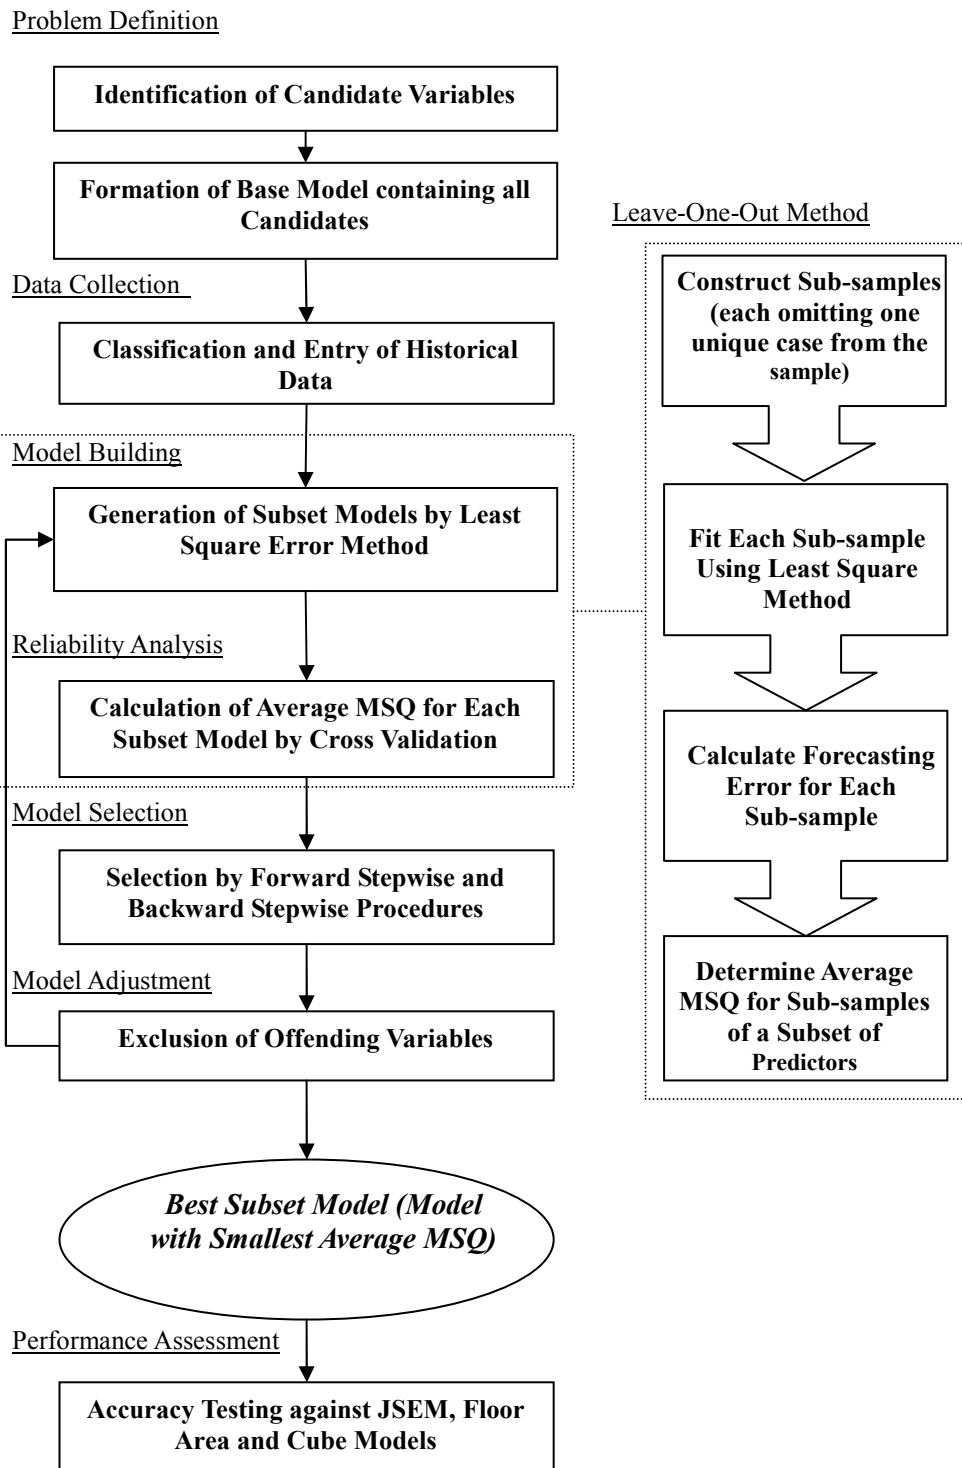 Problem Definition
Identification of Candidate Variables
Formation of Base Model containing all
Candidates
Data Collection
Classification and Entry of Historical
Data
Model Building
Generation of Subset Models by Least
Square Error Method
Reliability Analysis
Calculation of Average MSQ for Each
Subset Model by Cross Validation
Model Selection
Selection by Forward Stepwise and
Backward Stepwise Procedures
Model Adjustment
Exclusion of Offending Variables
Best Subset Model (Model
with Smallest Average MSQ)
Performance Assessment
Accuracy Testing against JSEM, Floor
Area and Cube Models
Leave-One-Out Method
Construct Sub-samples
(each omitting one
unique case from the
sample)
Fit Each Sub-sample
Using Least Square
Method
Calculate Forecasting
Error for Each
Sub-sample
Determine Average
MSQ for Sub-samples
of a Subset of
Predictors